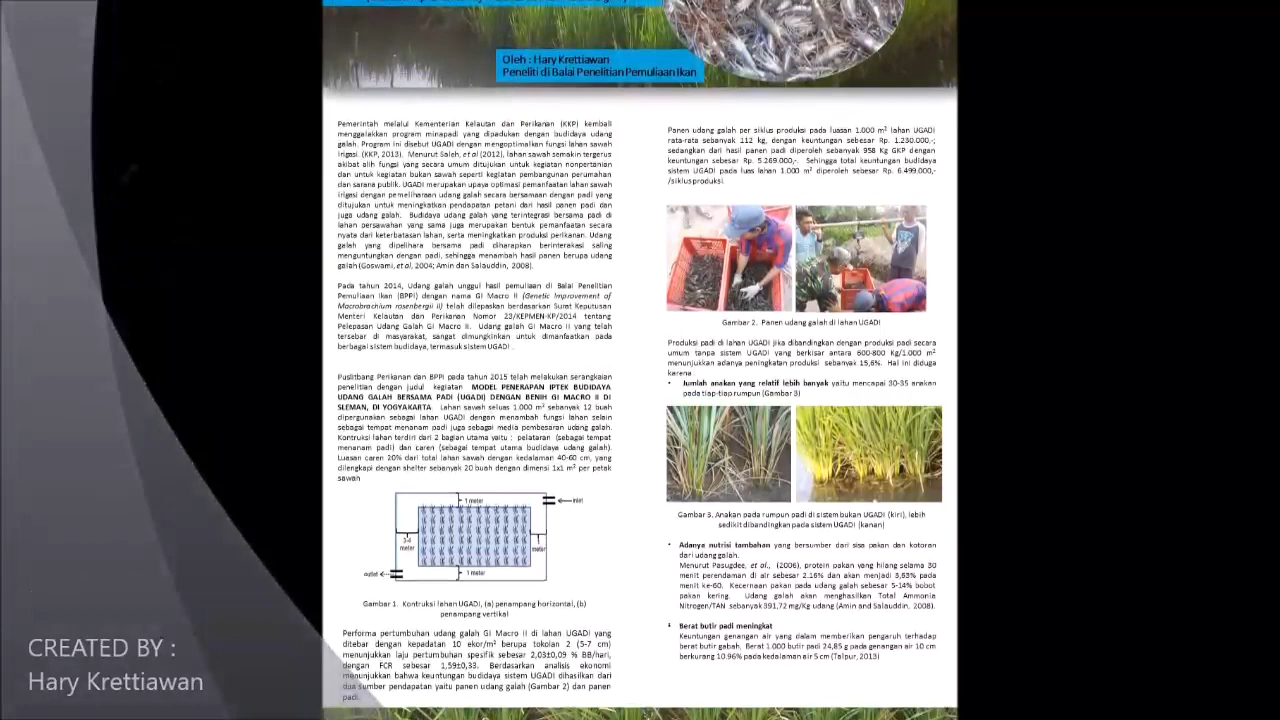 Oleh : Hary Krettiawan
Peneliti di Balai Penelitian Pemuliaan Ikan
Pemerintah melalui Kementerian Kelautan dan Perikanan (KKP) kembali
menggalakkan program minapadi yang dipadukan dengan budidaya udang
galah. Program ini disebut UGADI dengan mengoptimalkan fungsi lahan sawah
irigasi. (KKP, 2013). Menurut Saleh, et al (2012), lahan sawah semakin tergerus
akibat alih fungsi yang secara umum ditujukan untuk kegiatan nonpertanian
dan untuk kegiatan bukan sawah seperti kegiatan pembangunan perumahan
dan sarana publik. UGADI merupakan upaya optimasi pemanfaatan lahan sawah
irigasi dengan pemeliharaan udang galah secara bersamaan dengan padi yang
ditujukan untuk meningkatkan pendapatan petani dari hasil panen padi dan
juga udang galah. Budidaya udang galah yang terintegrasi bersama padi di
lahan persawahan yang sama juga merupakan bentuk pemanfaatan secara
nyata dari keterbatasan lahan, serta meningkatkan produksi perikanan. Udang
galah yang dipelihara bersama padi diharapkan berinterakasi saling
menguntungkan dengan padi, sehingga menambah hasil panen berupa udang
galah (Goswami, et al, 2004; Amin dan Salauddin, 2008).
Pada tahun 2014, Udang galah unggul hasil pemuliaan di Balai Penelitian
Pemuliaan Ikan (BPPI) dengan nama GI Macro II (Genetic Improvement of
Macrobrachium rosenbergii II) telah dilepaskan berdasarkan Surat Keputusan
Menteri Kelautan dan Perikanan Nomor 23/KEPMEN-KP/2014 tentang
Pelepasan Udang Galah GI Macro II. Udang galah GI Macro II yang telah
tersebar di masyarakat, sangat dimungkinkan untuk dimanfaatkan pada
berbagai sistem budidaya, termasuk sistem UGADI .
Puslitbang Perikanan dan BPPI pada tahun 2015 telah melakukan serangkaian
penelitian dengan judul kegiatan MODEL PENERAPAN IPTEK BUDIDAYA
UDANG GALAH BERSAMA PADI (UGADI) DENGAN BENIH GI MACRO II DI
SLEMAN, DI YOGYAKARTA. Lahan sawah seluas 1.000 m² sebanyak 12 buah
dipergunakan sebagai lahan UGADI dengan menambah fungsi lahan selain
sebagai tempat menanam padi juga sebagai media pembesaran udang galah.
Kontruksi lahan terdiri dari 2 bagian utama yaitu : pelataran (sebagai tempat
menanam padi) dan caren (sebagai tempat utama budidaya udang galah).
Luasan caren 20% dari total lahan sawah dengan kedalaman 40-60 cm, yang
dilengkapi dengan shelter sebanyak 20 buah dengan dimensi 1x1 m² per petak
sawah
1 meter
inlet
3-4
meter
1
meter
outlet
1 meter
Gambar 1. Kontruksi lahan UGADI, (a) penampang horizontal, (b)
penampang vertikal
Performa pertumbuhan udang galah GI Macro II di lahan UGADI yang
ditebar dengan kepadatan 10 ekor/m² berupa tokolan 2 (5-7 cm)
menunjukkan laju pertumbuhan spesifik sebesar 2,03±0,09 % BB/hari,
dengan FCR sebesar 1,59±0,33. Berdasarkan analisis ekonomi
menunjukkan bahwa keuntungan budidaya sistem UGADI dihasilkan dari
dua sumber pendapatan yaitu panen udang galah (Gambar 2) dan panen
padi.
Panen udang galah per siklus produksi pada luasan 1.000 m² lahan UGADI
rata-rata sebanyak 112 kg, dengan keuntungan sebesar Rp. 1.230.000,-;
sedangkan dari hasil panen padi diperoleh sebanyak 958 Kg GKP dengan
keuntungan sebesar Rp. 5.269.000,-. Sehingga total keuntungan budidaya
sistem UGADI pada luas lahan 1.000 m² diperoleh sebesar Rp. 6.499.000,-
/siklus produksi.
Gambar 2. Panen udang galah di lahan UGADI
Produksi padi di lahan UGADI jika dibandingkan dengan produksi padi secara
umum tanpa sistem UGADI yang berkisar antara 600-800 Kg/1.000 m²
menunjukkan adanya peningkatan produksi sebanyak 15,6%. Hal ini diduga
karena
• Jumlah anakan yang relatif lebih banyak yaitu mencapai 30-35 anakan
pada tiap-tiap rumpun (Gambar 3)
Gambar 3. Anakan pada rumpun padi di sistem bukan UGADI (kiri), lebih
sedikit dibandingkan pada sistem UGADI (kanan)
• Adanya nutrisi tambahan yang bersumber dari sisa pakan dan kotoran
dari udang galah.
Menurut Pasugdee, et al., (2006), protein pakan yang hilang selama 30
menit perendaman di air sebesar 2.16% dan akan menjadi 3,63% pada
menit ke-60. Kecernaan pakan pada udang galah sebesar 5-14% bobot
pakan kering. Udang galah akan menghasilkan Total Ammonia
Nitrogen/TAN sebanyak 391,72 mg/Kg udang (Amin and Salauddin, 2008).
• Berat butir padi meningkat
Keuntungan genangan air yang dalam memberikan pengaruh terhadap
berat butir gabah, Berat 1.000 butir padi 24,85 g pada genangan air 10 cm
berkurang 10.96% pada kedalaman air 5 cm (Talpur, 2013)
CREATED BY :
Hary Krettiawan